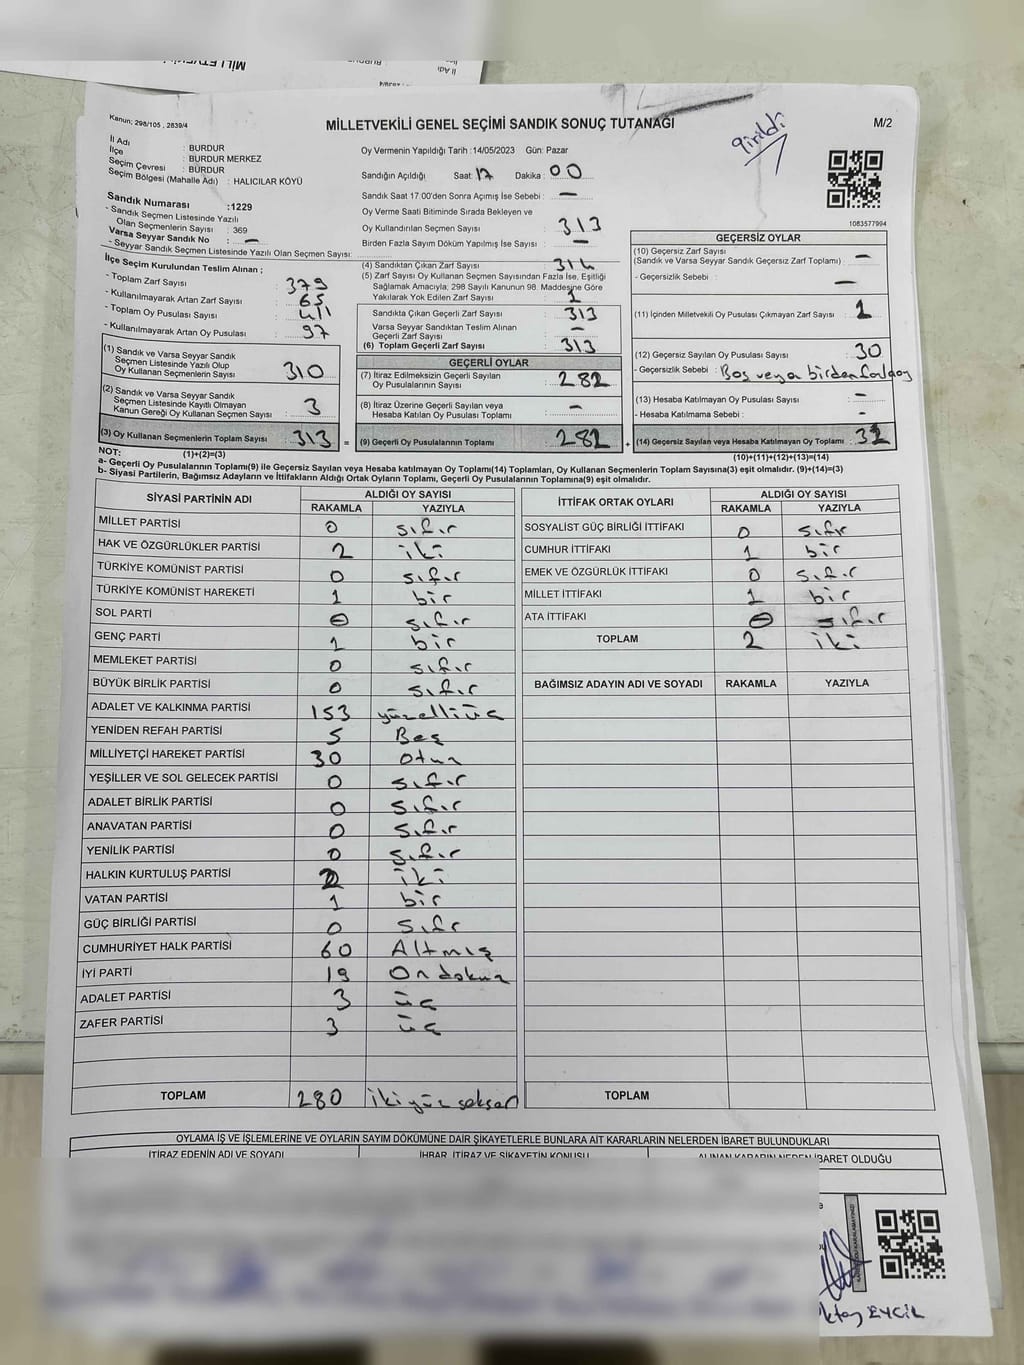 Kanun; 298/105 , 2839/4
MİLLETVEKİLİ GENEL SEÇİMİ SANDIK SONUÇ TUTANAĞI
girildi
M/2
İl Adı : BURDUR
İlçe : BURDUR MERKEZ
Seçim Çevresi : BURDUR
Seçim Bölgesi (Mahalle Adı) : HALICILAR KÖYÜ
Oy Vermenin Yapıldığı Tarih :14/05/2023 Gün: Pazar
Sandığın Açıldığı Saat: 17 Dakika : 00
Sandık Saat 17.00'den Sonra Açımış İse Sebebi : —
Oy Verme Saati Bitiminde Sırada Bekleyen ve
Oy Kullandırılan Seçmen Sayısı : 313
Birden Fazla Sayım Döküm Yapılmış İse Sayısı : —
1083577994
Sandık Numarası :1229
- Sandık Seçmen Listesinde Yazılı
Olan Seçmenlerin Sayısı : 369
Varsa Seyyar Sandık No : —
- Seyyar Sandık Seçmen Listesinde Yazılı Olan Seçmen Sayısı:
İlçe Seçim Kurulundan Teslim Alınan ;
- Toplam Zarf Sayısı : 379
- Kullanılmayarak Artan Zarf Sayısı : 65
- Toplam Oy Pusulası Sayısı : 411
- Kullanılmayarak Artan Oy Pusulası : 97
(1) Sandık ve Varsa Seyyar Sandık
Seçmen Listesinde Yazılı Olup
Oy Kullanan Seçmenlerin Sayısı 310
(2) Sandık ve Varsa Seyyar Sandık
Seçmen Listesinde Kayıtlı Olmayan
Kanun Gereği Oy Kullanan Seçmen Sayısı : 3
(3) Oy Kullanan Seçmenlerin Toplam Sayısı : 313 =
(4) Sandıktan Çıkan Zarf Sayısı : 314
(5) Zarf Sayısı Oy Kullanan Seçmen Sayısından Fazla İse, Eşitliği
Sağlamak Amacıyla; 298 Sayılı Kanunun 98. Maddesine Göre
Yakılarak Yok Edilen Zarf Sayısı : 1
Sandıkta Çıkan Geçerli Zarf Sayısı : 313
Varsa Seyyar Sandıktan Teslim Alınan
Geçerli Zarf Sayısı : —
(6) Toplam Geçerli Zarf Sayısı : 313
GEÇERLİ OYLAR
(7) İtiraz Edilmeksizin Geçerli Sayılan
Oy Pusulalarının Sayısı : 282
(8) İtiraz Üzerine Geçerli Sayılan veya
Hesaba Katılan Oy Pusulası Toplamı : —
(9) Geçerli Oy Pusulalarının Toplamı : 282 +
GEÇERSİZ OYLAR
(10) Geçersiz Zarf Sayısı
(Sandık ve Varsa Seyyar Sandık Geçersiz Zarf Toplamı) : —
- Geçersizlik Sebebi : —
(11) İçinden Milletvekili Oy Pusulası Çıkmayan Zarf Sayısı : 1
(12) Geçersiz Sayılan Oy Pusulası Sayısı : 30
- Geçersizlik Sebebi : Boş veya birdenfazla
(13) Hesaba Katılmayan Oy Pusulası Sayısı : —
- Hesaba Katılmama Sebebi : -
(14) Geçersiz Sayılan veya Hesaba Katılmayan Oy Toplamı :
NOT: (1)+(2)=(3) (10)+(11)+(12)+(13)=(14)
a- Geçerli Oy Pusulalarının Toplamı(9) ile Geçersiz Sayılan veya Hesaba katılmayan Oy Toplamı(14) Toplamları, Oy Kullanan Seçmenlerin Toplam Sayısına(3) eşit olmalıdır. (9)+(14)=(3)
b- Siyasi Partilerin, Bağımsız Adayların ve İttifakların Aldığı Ortak Oyların Toplamı, Geçerli Oy Pusulalarının Toplamına(9) eşit olmalıdır.
SİYASİ PARTİNİN ADI ALDIĞI OY SAYISI
RAKAMLA YAZIYLA
MİLLET PARTİSİ 0 sıfır
HAK VE ÖZGÜRLÜKLER PARTİSİ 2 iki
TÜRKİYE KOMÜNİST PARTİSİ 0 sıfır
TÜRKİYE KOMÜNİST HAREKETİ 1 bir
SOL PARTİ 0 sıfır
GENÇ PARTİ 1 bir
MEMLEKET PARTİSİ 0 sıfır
BÜYÜK BİRLİK PARTİSİ 0 sıfır
ADALET VE KALKINMA PARTİSİ 153 yüzelliüç
YENİDEN REFAH PARTİSİ 5 Beş
MİLLİYETÇİ HAREKET PARTİSİ 30 otuz
YEŞİLLER VE SOL GELECEK PARTİSİ 0 sıfır
ADALET BİRLİK PARTİSİ 0 sıfır
ANAVATAN PARTİSİ 0 sıfır
YENİLİK PARTİSİ 0 sıfır
HALKIN KURTULUŞ PARTİSİ 2 iki
VATAN PARTİSİ 1 bir
GÜÇ BİRLİĞİ PARTİSİ 0 sıfır
CUMHURİYET HALK PARTİSİ 60 Altmış
İYİ PARTİ 19 Ondokuz
ADALET PARTİSİ 3 üç
ZAFER PARTİSİ 3 üç
TOPLAM 280 ikiyüz seksen
İTTİFAK ORTAK OYLARI ALDIĞI OY SAYISI
RAKAMLA YAZIYLA
SOSYALİST GÜÇ BİRLİĞİ İTTİFAKI 0 sıfır
CUMHUR İTTİFAKI 1 bir
EMEK VE ÖZGÜRLÜK İTTİFAKI 0 sıfır
MİLLET İTTİFAKI 1 bir
ATA İTTİFAKI 0 sıfır
TOPLAM 2 iki
BAĞIMSIZ ADAYIN ADI VE SOYADI RAKAMLA YAZIYLA
TOPLAM
OYLAMA İŞ VE İŞLEMLERİNE VE OYLARIN SAYIM DÖKÜMÜNE DAİR ŞİKAYETLERLE BUNLARA AİT KARARLARIN NELERDEN İBARET BULUNDUKLARI
İTİRAZ EDENİN ADI VE SOYADI İHBAR, İTİRAZ VE ŞİKAYETİN KONUSU ALINAN KARARIN NEDEN İBARET OLDUĞU